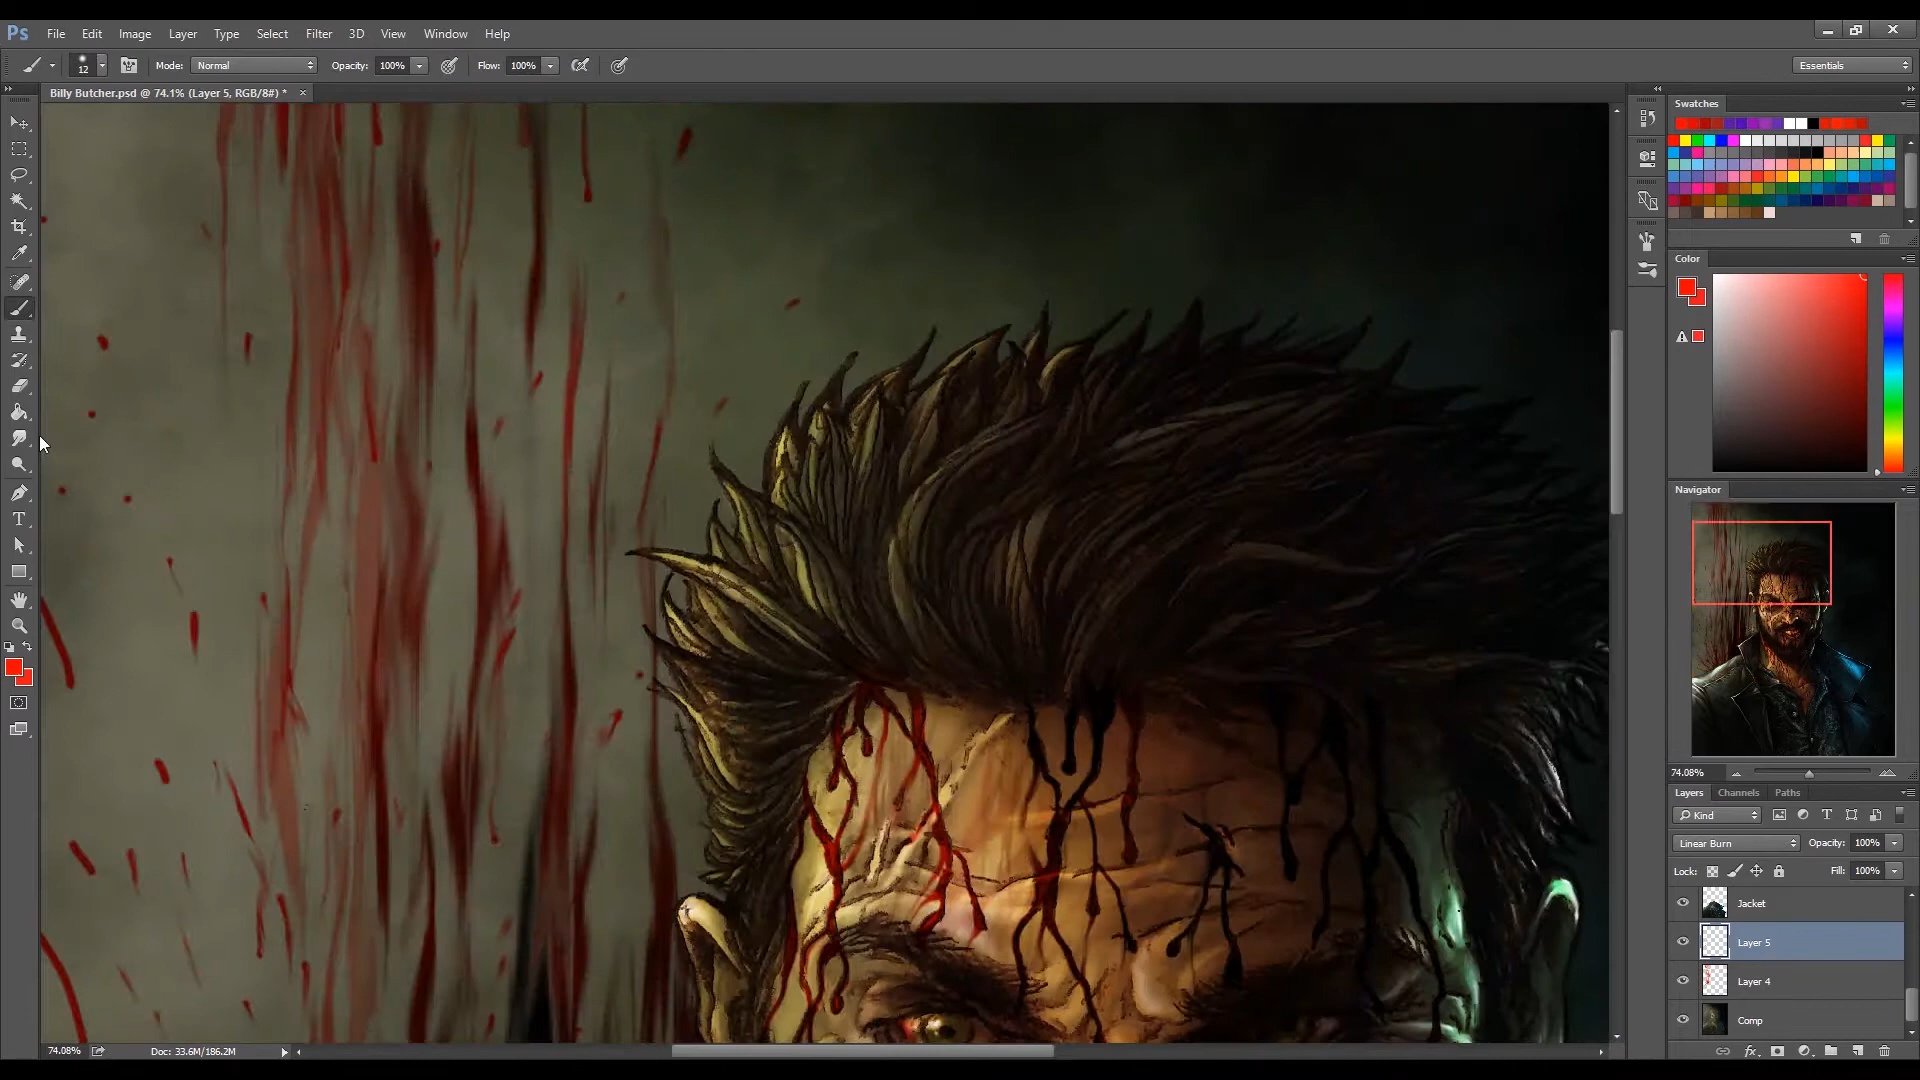 Ps File Edit Image Layer Type Select Filter 3D View Window Help
12 Mode: Normal Opacity: 100% Flow: 100% Essentials
Billy Butcher.psd @ 74.1% (Layer 5, RGB/8#) * ×
Swatches
Color
Navigator
74.08%
Layers Channels Paths
Kind
Linear Burn Opacity: 100%
Lock: Fill: 100%
Jacket
Layer 5
Layer 4
Comp
74.08% Doc: 33.6M/186.2M